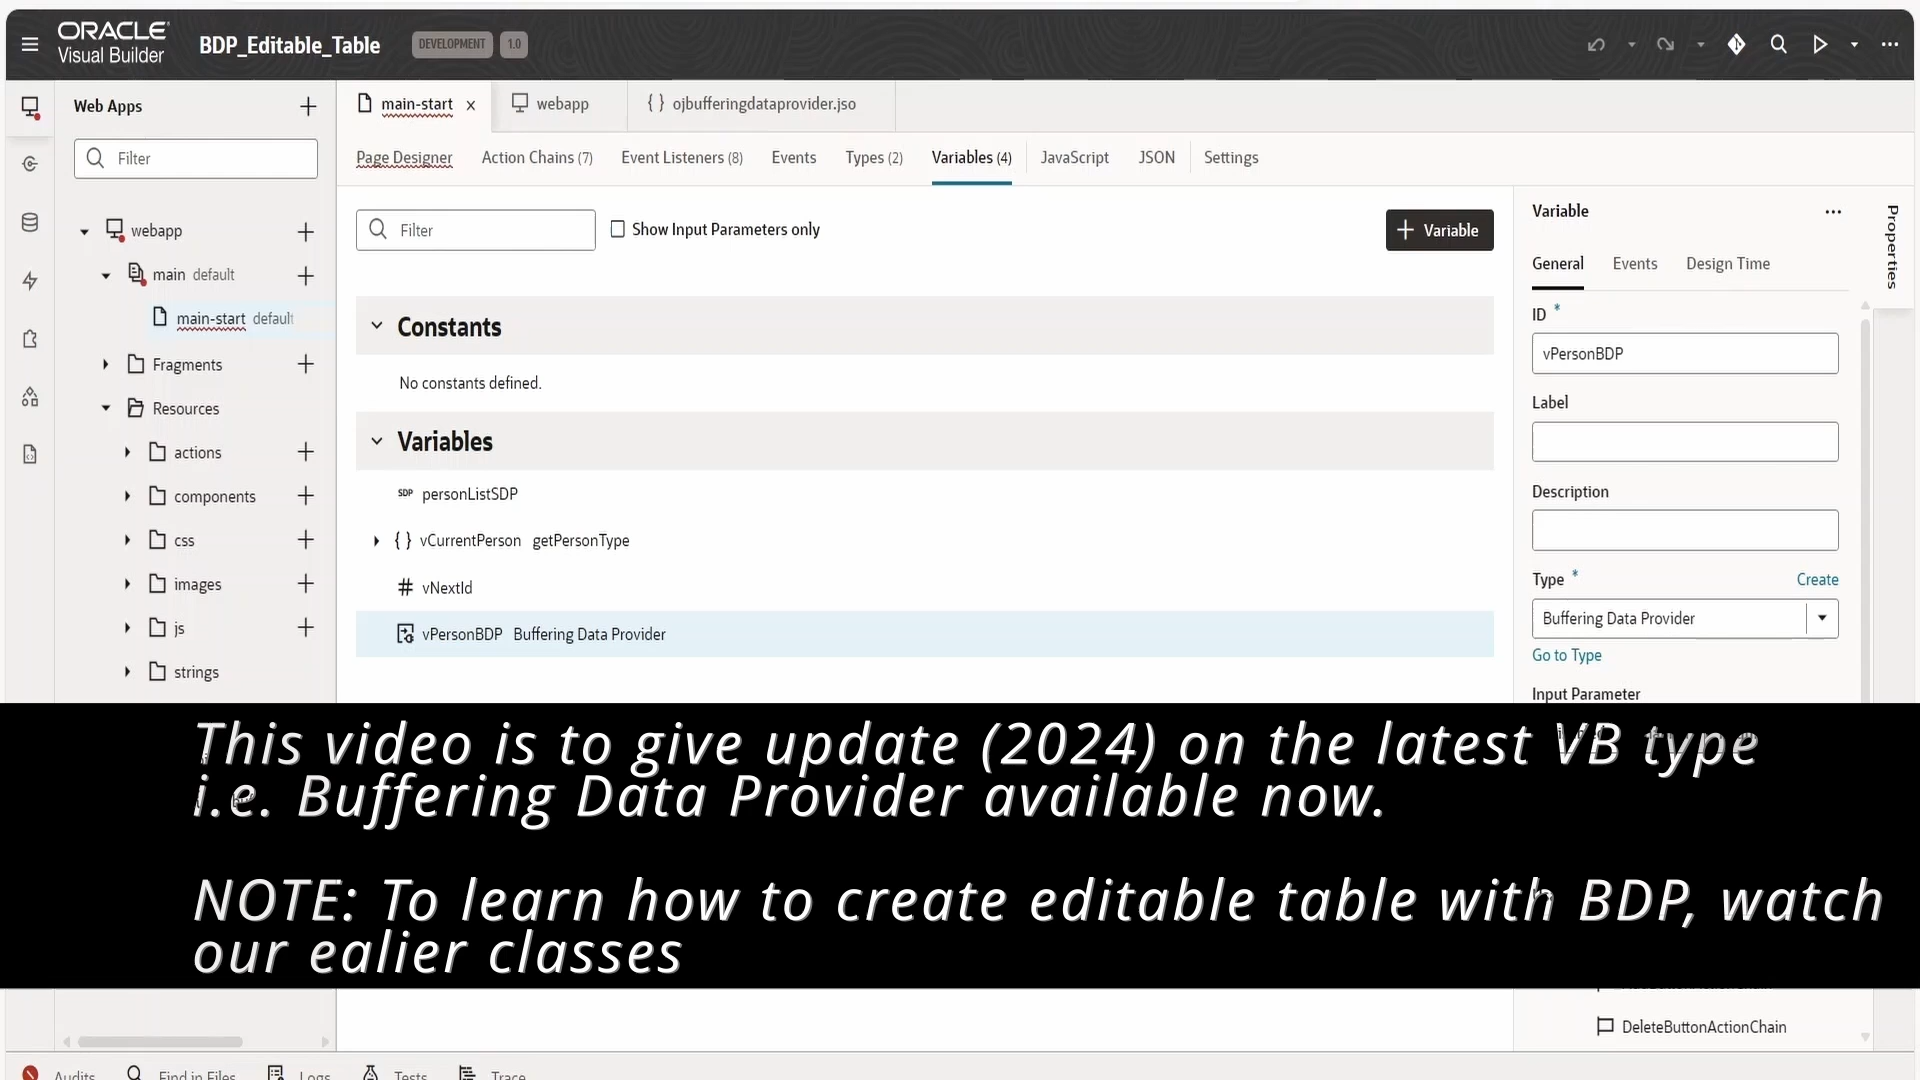 ORACLE
Visual Builder
BDP_Editable_Table
DEVELOPMENT
1.0
Web Apps
main-start
webapp
ojbufferingdataprovider.jso
Filter
Page Designer
Action Chains (7)
Event Listeners (8)
Events
Types (2)
Variables (4)
JavaScript
JSON
Settings
webapp
main default
main-start default
Fragments
Resources
actions
components
css
images
js
strings
Filter
Show Input Parameters only
Variable
Constants
No constants defined.
Variables
SDP personListSDP
{ } vCurrentPerson getPersonType
# vNextId
vPersonBDP Buffering Data Provider
Variable
Properties
General
Events
Design Time
ID *
vPersonBDP
Label
Description
Type *
Create
Buffering Data Provider
Go to Type
Input Parameter
This video is to give update (2024) on the latest VB type
i.e. Buffering Data Provider available now.
NOTE: To learn how to create editable table with BDP, watch
our ealier classes
DeleteButtonActionChain
Audits
Find in Files
Logs
Tests
Trace